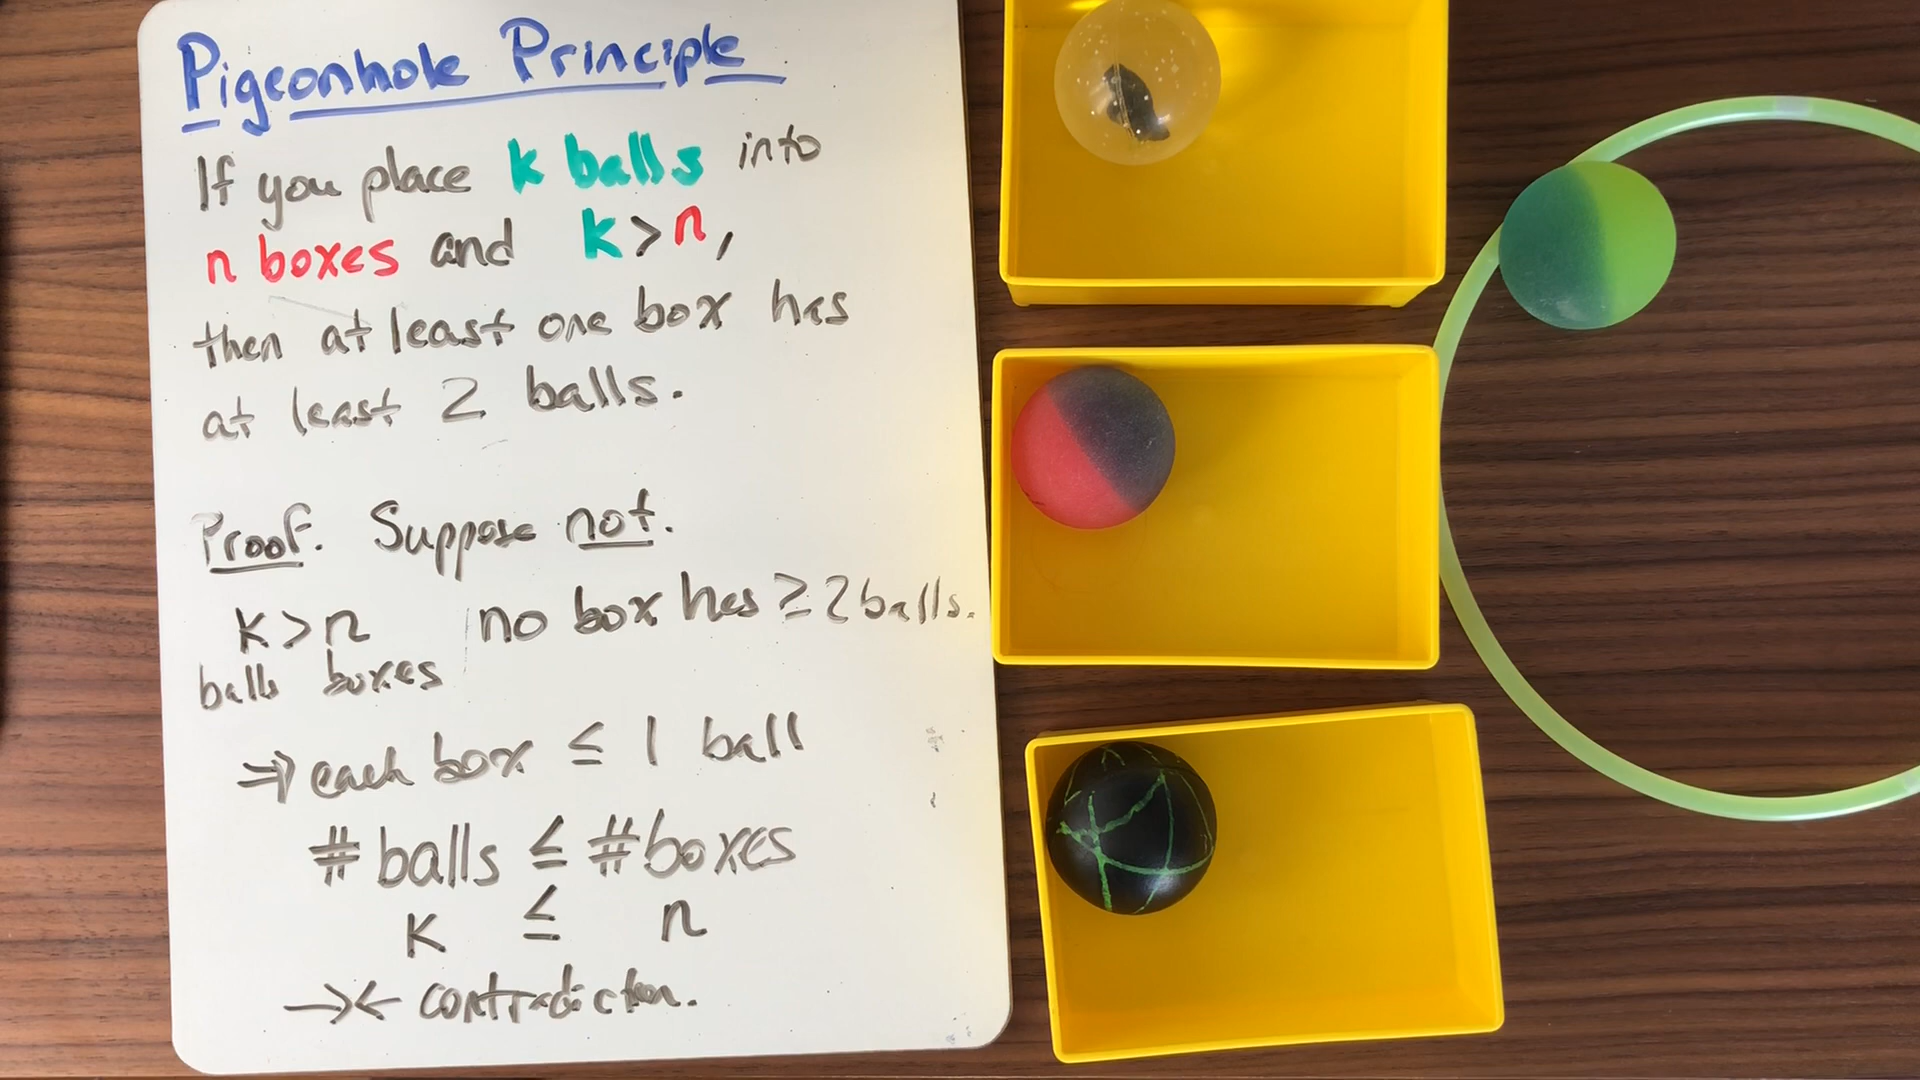 Pigeonhole Principle
If you place k balls into
n boxes and k > n,
then at least one box has
at least 2 balls.
Proof. Suppose not.
k > n no box has ≥ 2 balls.
balls boxes
⇒ each box ≤ 1 ball
# balls ≤ # boxes
k ≤ n
→← contradiction.